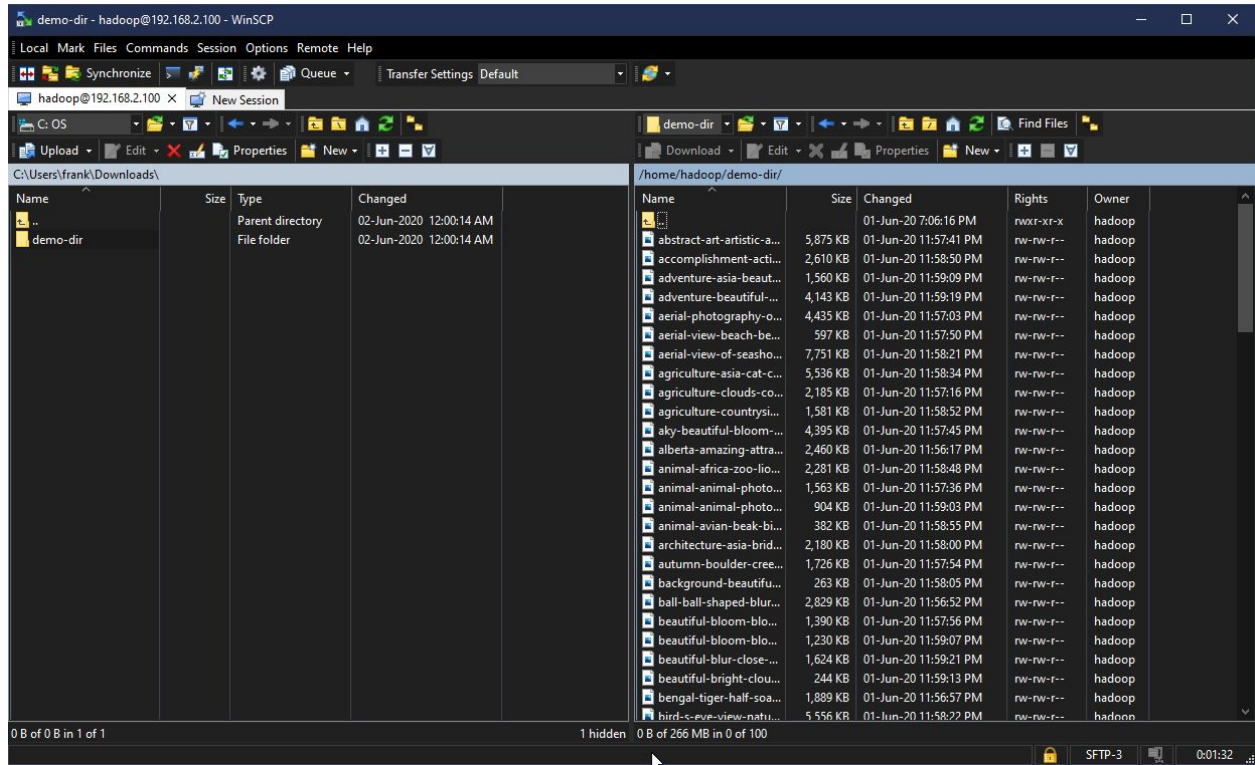 demo-dir - hadoop@192.168.2.100 - WinSCP
Local Mark Files Commands Session Options Remote Help
Synchronize Queue Transfer Settings Default
hadoop@192.168.2.100 New Session
C: OS
Upload Edit Properties New
C:\Users\frank\Downloads\
Name Size Type Changed
.. Parent directory 02-Jun-2020 12:00:14 AM
demo-dir File folder 02-Jun-2020 12:00:14 AM
0 B of 0 B in 1 of 1 1 hidden
demo-dir Find Files
Download Edit Properties New
/home/hadoop/demo-dir/
Name Size Changed Rights Owner
.. 01-Jun-20 7:06:16 PM rwxr-xr-x hadoop
abstract-art-artistic-a... 5,875 KB 01-Jun-20 11:57:41 PM rw-rw-r-- hadoop
accomplishment-acti... 2,610 KB 01-Jun-20 11:58:50 PM rw-rw-r-- hadoop
adventure-asia-beaut... 1,560 KB 01-Jun-20 11:59:09 PM rw-rw-r-- hadoop
adventure-beautiful-... 4,143 KB 01-Jun-20 11:59:19 PM rw-rw-r-- hadoop
aerial-photography-o... 4,435 KB 01-Jun-20 11:57:03 PM rw-rw-r-- hadoop
aerial-view-beach-be... 597 KB 01-Jun-20 11:57:50 PM rw-rw-r-- hadoop
aerial-view-of-seasho... 7,751 KB 01-Jun-20 11:58:21 PM rw-rw-r-- hadoop
agriculture-asia-cat-c... 5,536 KB 01-Jun-20 11:58:34 PM rw-rw-r-- hadoop
agriculture-clouds-co... 2,185 KB 01-Jun-20 11:57:16 PM rw-rw-r-- hadoop
agriculture-countrysi... 1,581 KB 01-Jun-20 11:58:52 PM rw-rw-r-- hadoop
aky-beautiful-bloom-... 4,395 KB 01-Jun-20 11:57:45 PM rw-rw-r-- hadoop
alberta-amazing-attra... 2,460 KB 01-Jun-20 11:56:17 PM rw-rw-r-- hadoop
animal-africa-zoo-lio... 2,281 KB 01-Jun-20 11:58:48 PM rw-rw-r-- hadoop
animal-animal-photo... 1,563 KB 01-Jun-20 11:57:36 PM rw-rw-r-- hadoop
animal-animal-photo... 904 KB 01-Jun-20 11:59:03 PM rw-rw-r-- hadoop
animal-avian-beak-bi... 382 KB 01-Jun-20 11:58:55 PM rw-rw-r-- hadoop
architecture-asia-brid... 2,180 KB 01-Jun-20 11:58:00 PM rw-rw-r-- hadoop
autumn-boulder-cree... 1,726 KB 01-Jun-20 11:57:54 PM rw-rw-r-- hadoop
background-beautifu... 263 KB 01-Jun-20 11:58:05 PM rw-rw-r-- hadoop
ball-ball-shaped-blur... 2,829 KB 01-Jun-20 11:56:52 PM rw-rw-r-- hadoop
beautiful-bloom-blo... 1,390 KB 01-Jun-20 11:57:56 PM rw-rw-r-- hadoop
beautiful-bloom-blo... 1,230 KB 01-Jun-20 11:59:07 PM rw-rw-r-- hadoop
beautiful-blur-close-... 1,624 KB 01-Jun-20 11:59:21 PM rw-rw-r-- hadoop
beautiful-bright-clou... 244 KB 01-Jun-20 11:59:13 PM rw-rw-r-- hadoop
bengal-tiger-half-soa... 1,889 KB 01-Jun-20 11:56:57 PM rw-rw-r-- hadoop
bird-s-eye-view-natu... 5,556 KB 01-Jun-20 11:58:22 PM rw-rw-r-- hadoop
0 B of 266 MB in 0 of 100
SFTP-3 0:01:32